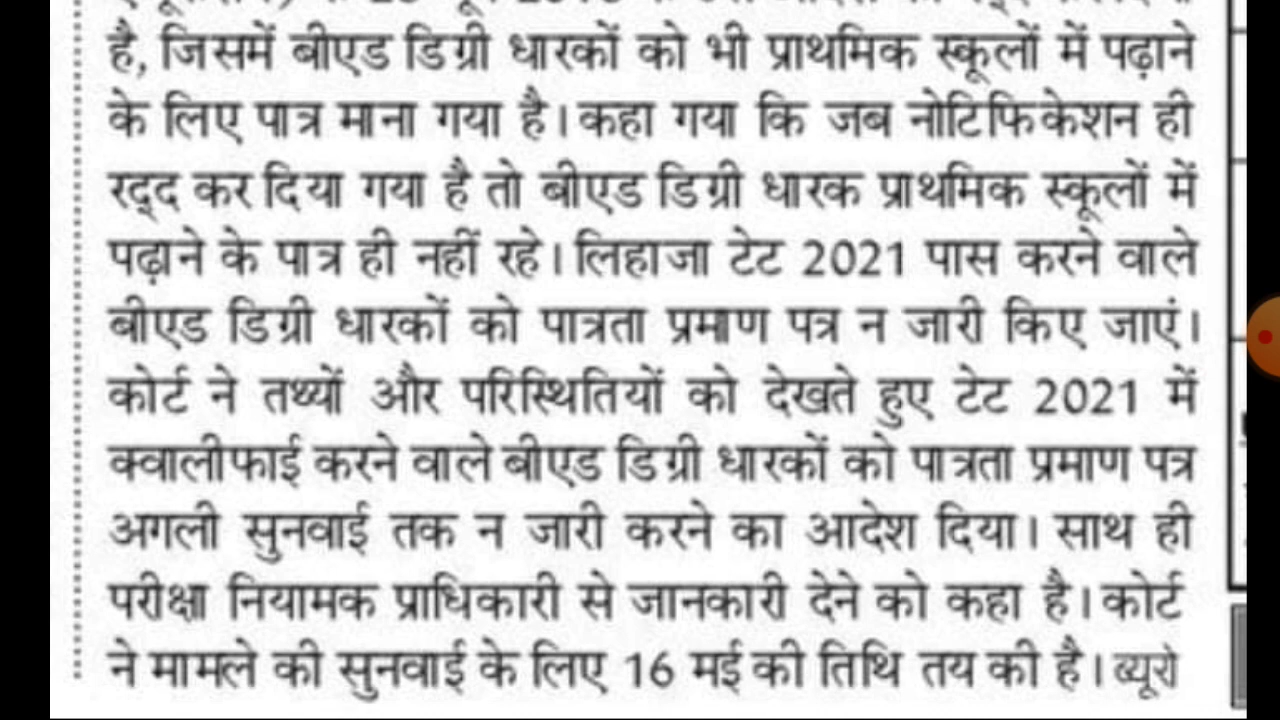 है, जिसमें बीएड डिग्री धारकों को भी प्राथमिक स्कूलों में पढ़ाने
के लिए पात्र माना गया है। कहा गया कि जब नोटिफिकेशन ही
रद्द कर दिया गया है तो बीएड डिग्री धारक प्राथमिक स्कूलों में
पढ़ाने के पात्र ही नहीं रहे। लिहाजा टेट 2021 पास करने वाले
बीएड डिग्री धारकों को पात्रता प्रमाण पत्र न जारी किए जाएं।
कोर्ट ने तथ्यों और परिस्थितियों को देखते हुए टेट 2021 में
क्वालीफाई करने वाले बीएड डिग्री धारकों को पात्रता प्रमाण पत्र
अगली सुनवाई तक न जारी करने का आदेश दिया। साथ ही
परीक्षा नियामक प्राधिकारी से जानकारी देने को कहा है। कोर्ट
ने मामले की सुनवाई के लिए 16 मई की तिथि तय की है। ब्यूरो